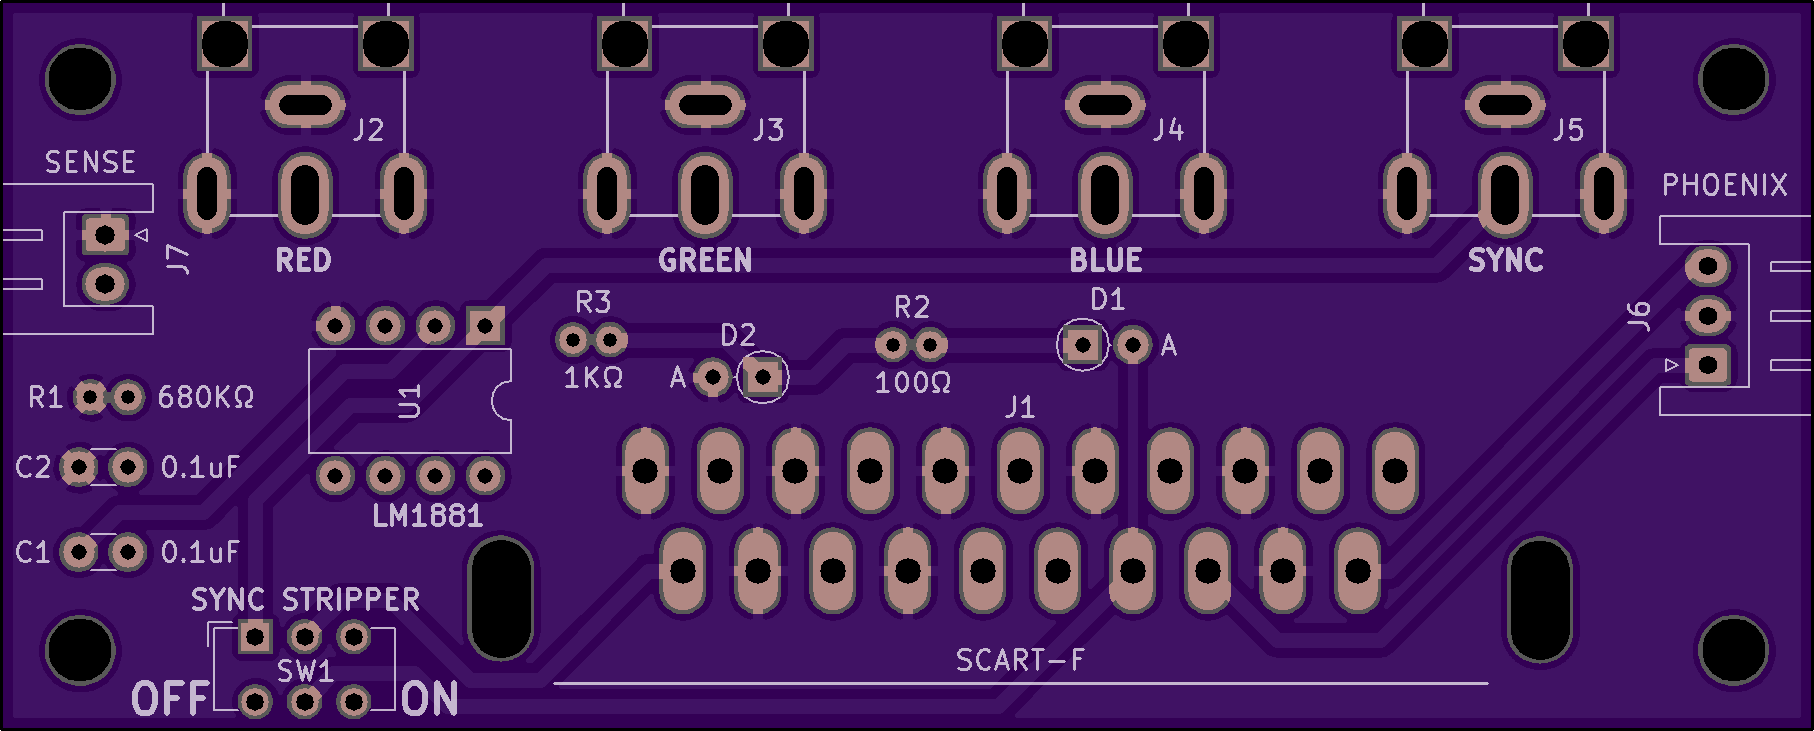 J2
J3
J4
J5
SENSE
PHOENIX
J7
RED
GREEN
BLUE
SYNC
R3
D2
R2
D1
J6
A
1KΩ
A
100Ω
R1
680KΩ
U1
J1
C2
0.1uF
LM1881
C1
0.1uF
SYNC STRIPPER
SW1
SCART-F
OFF
ON